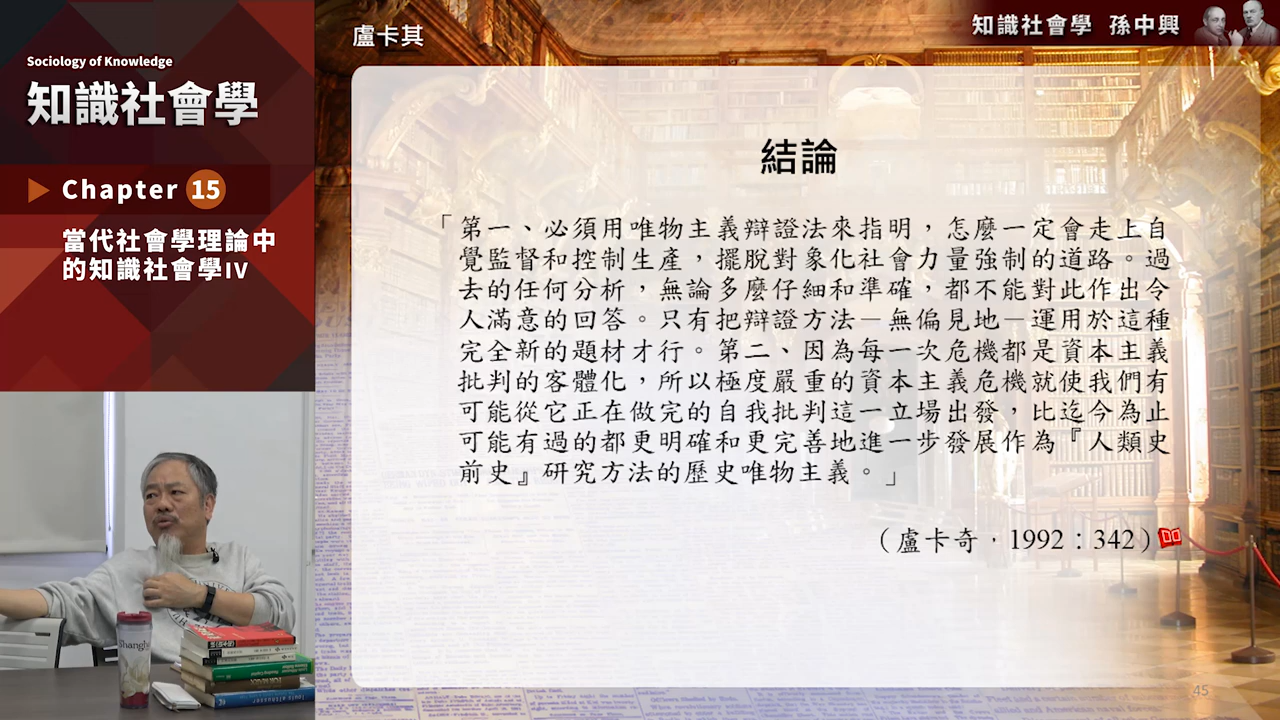 Sociology of Knowledge
知識社會學
Chapter 15
當代社會學理論中
的知識社會學IV
盧卡其
知識社會學 孫中興
結論
「第一、必須用唯物主義辯證法來指明，怎麼一定會走上自
覺監督和控制生產，擺脫對象化社會力量強制的道路。過
去的任何分析，無論多麼仔細和準確，都不能對此作出令
人滿意的回答。只有把辯證方法－無偏見地－運用於這種
完全新的題材才行。第二、因為每一次危機都是資本主義
批判的客體化，所以極度嚴重的資本主義危機就使我們有
可能從它正在做完的自我批判這一立場出發，比迄今為止
可能有過的都更明確和更完善地進一步發展作為『人類史
前史』研究方法的歷史唯物主義。」
（盧卡奇，1992：342）
45
Shangh